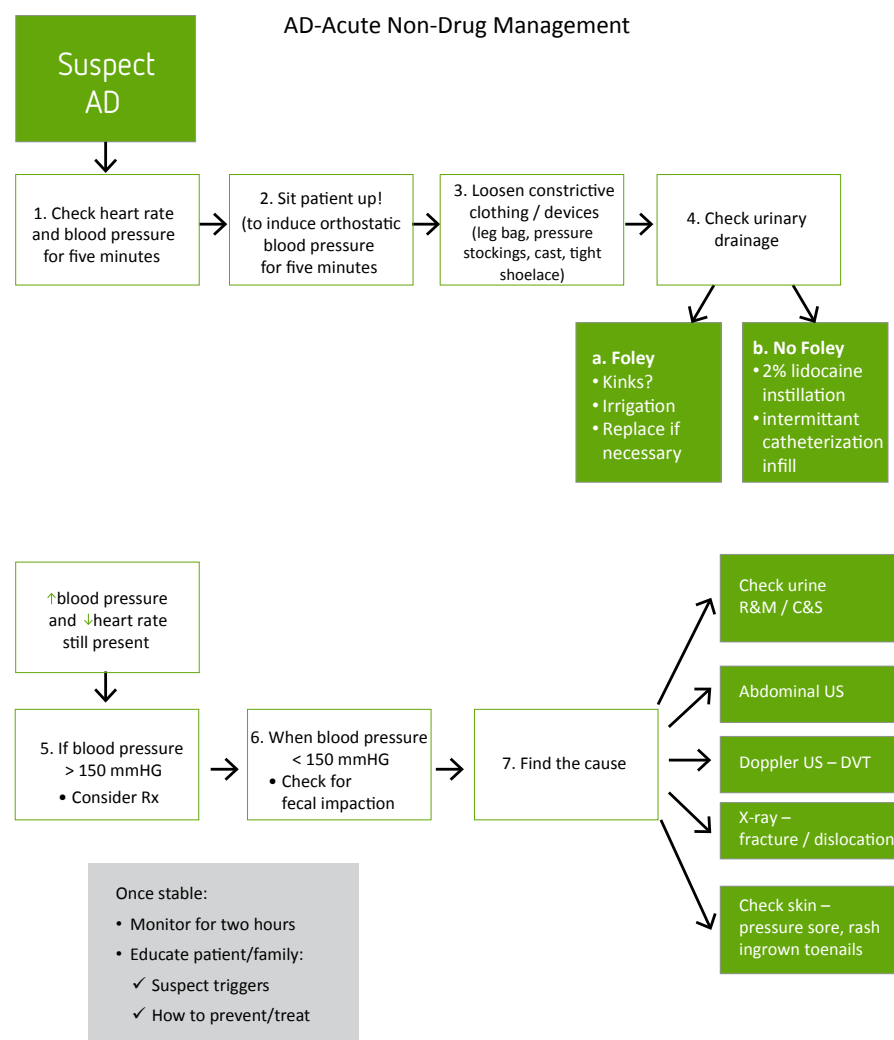 AD-Acute Non-Drug Management
Suspect
AD
1. Check heart rate
and blood pressure
for five minutes
2. Sit patient up!
(to induce orthostatic
blood pressure
for five minutes
3. Loosen constrictive
clothing / devices
(leg bag, pressure
stockings, cast, tight
shoelace)
4. Check urinary
drainage
a. Foley
• Kinks?
• Irrigation
• Replace if
necessary
b. No Foley
• 2% lidocaine
instillation
• intermittant
catheterization
infill
↑blood pressure
and ↓heart rate
still present
5. If blood pressure
> 150 mmHG
• Consider Rx
6. When blood pressure
< 150 mmHG
• Check for
fecal impaction
7. Find the cause
Check urine
R&M / C&S
Abdominal US
Doppler US – DVT
X-ray –
fracture / dislocation
Check skin –
pressure sore, rash
ingrown toenails
Once stable:
• Monitor for two hours
• Educate patient/family:
✓ Suspect triggers
✓ How to prevent/treat